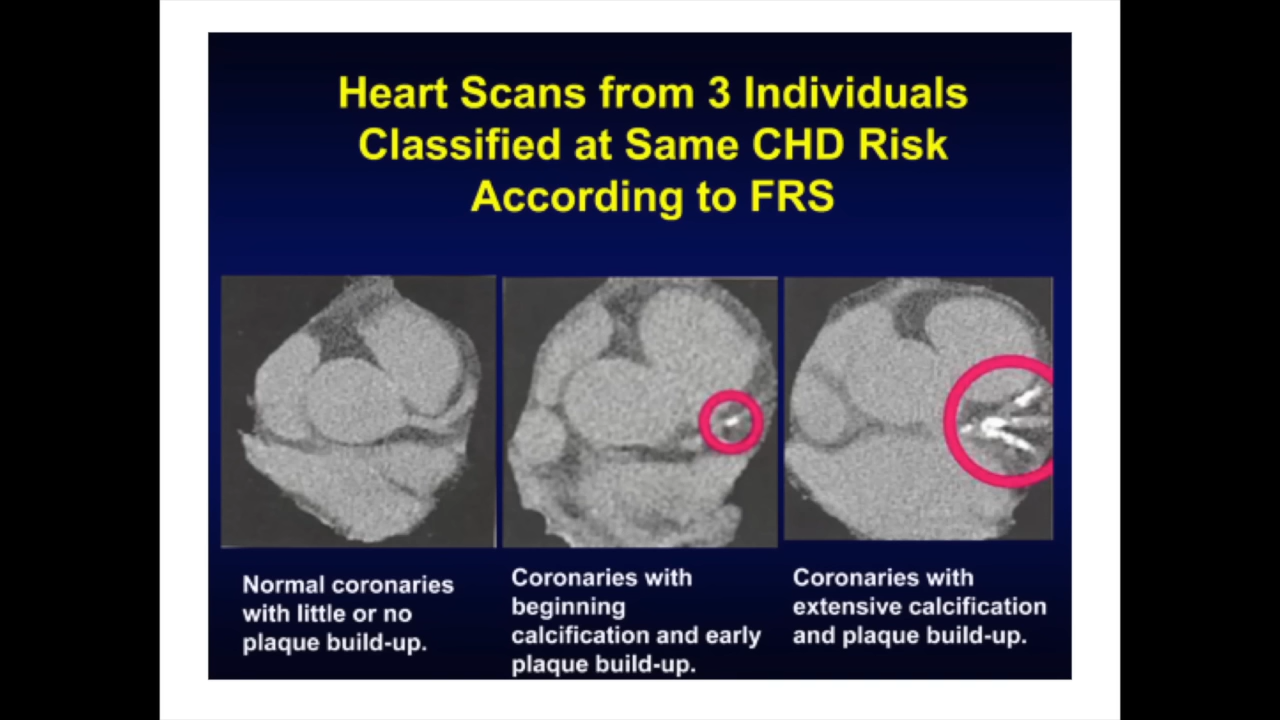 Heart Scans from 3 Individuals
Classified at Same CHD Risk
According to FRS
Normal coronaries
with little or no
plaque build-up.
Coronaries with
beginning
calcification and early
plaque build-up.
Coronaries with
extensive calcification
and plaque build-up.